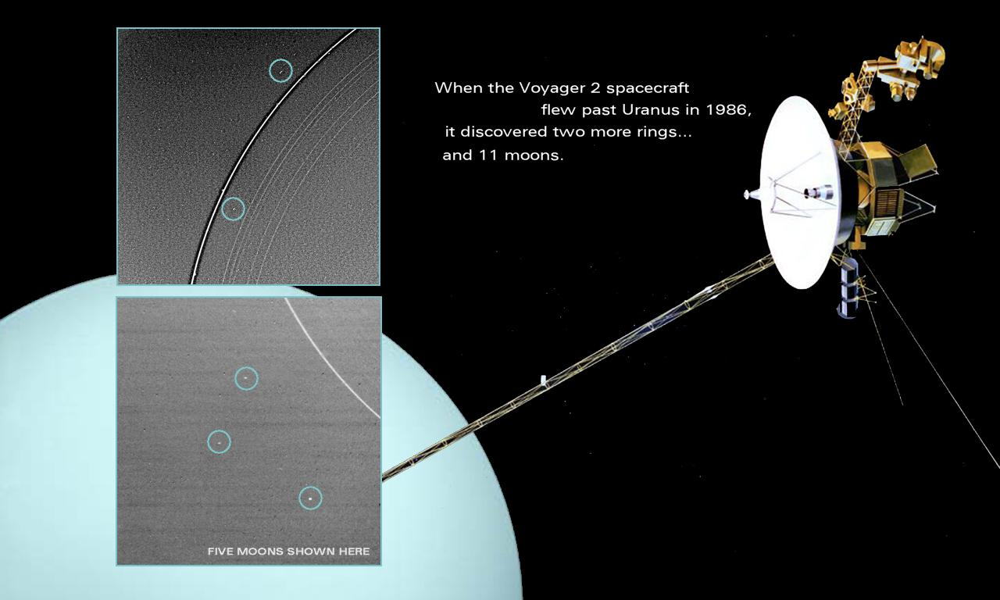 When the Voyager 2 spacecraft
flew past Uranus in 1986,
it discovered two more rings...
and 11 moons.
FIVE MOONS SHOWN HERE